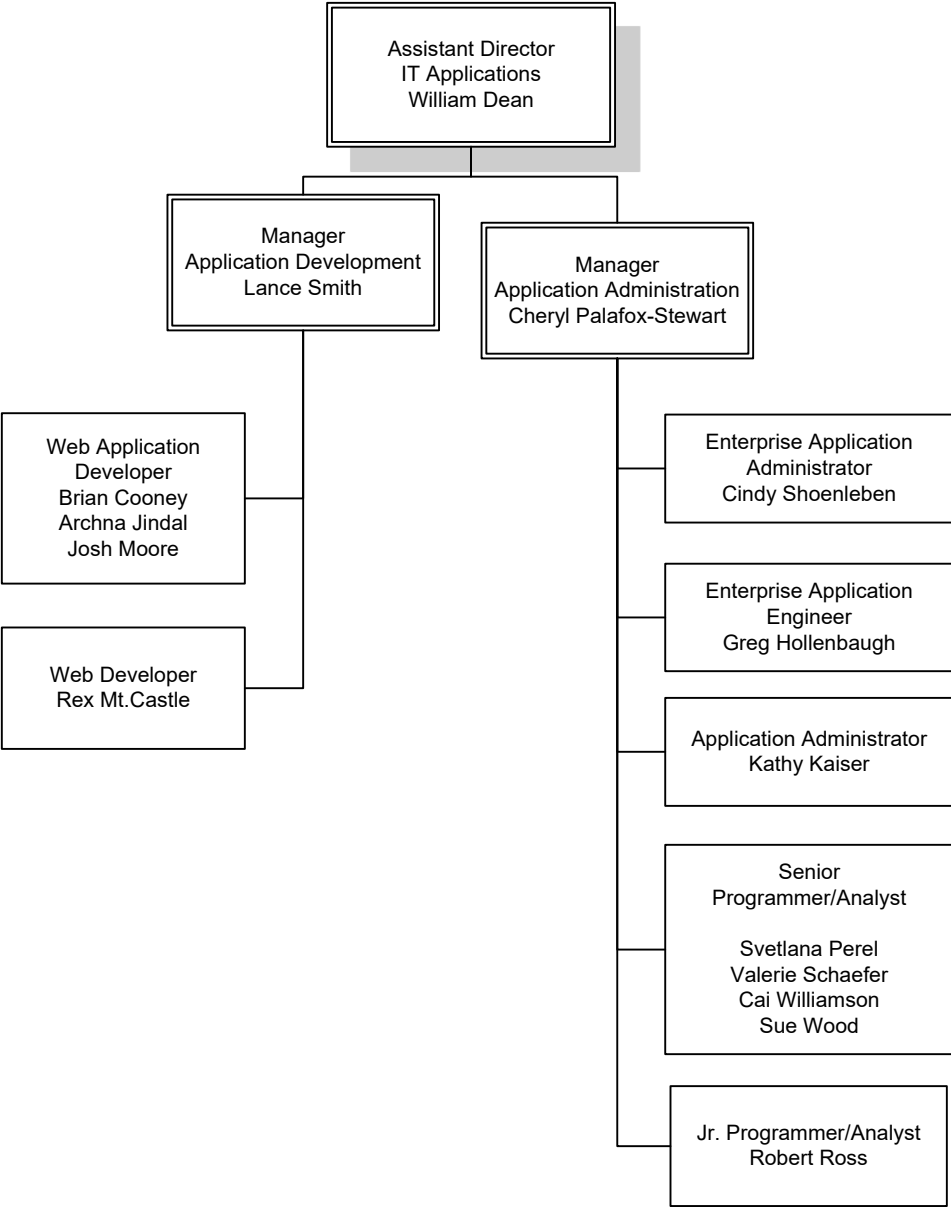 Assistant Director
IT Applications
William Dean
Manager
Application Development
Lance Smith
Manager
Application Administration
Cheryl Palafox-Stewart
Web Application
Developer
Brian Cooney
Archna Jindal
Josh Moore
Web Developer
Rex Mt.Castle
Enterprise Application
Administrator
Cindy Shoenleben
Enterprise Application
Engineer
Greg Hollenbaugh
Application Administrator
Kathy Kaiser
Senior
Programmer/Analyst
Svetlana Perel
Valerie Schaefer
Cai Williamson
Sue Wood
Jr. Programmer/Analyst
Robert Ross